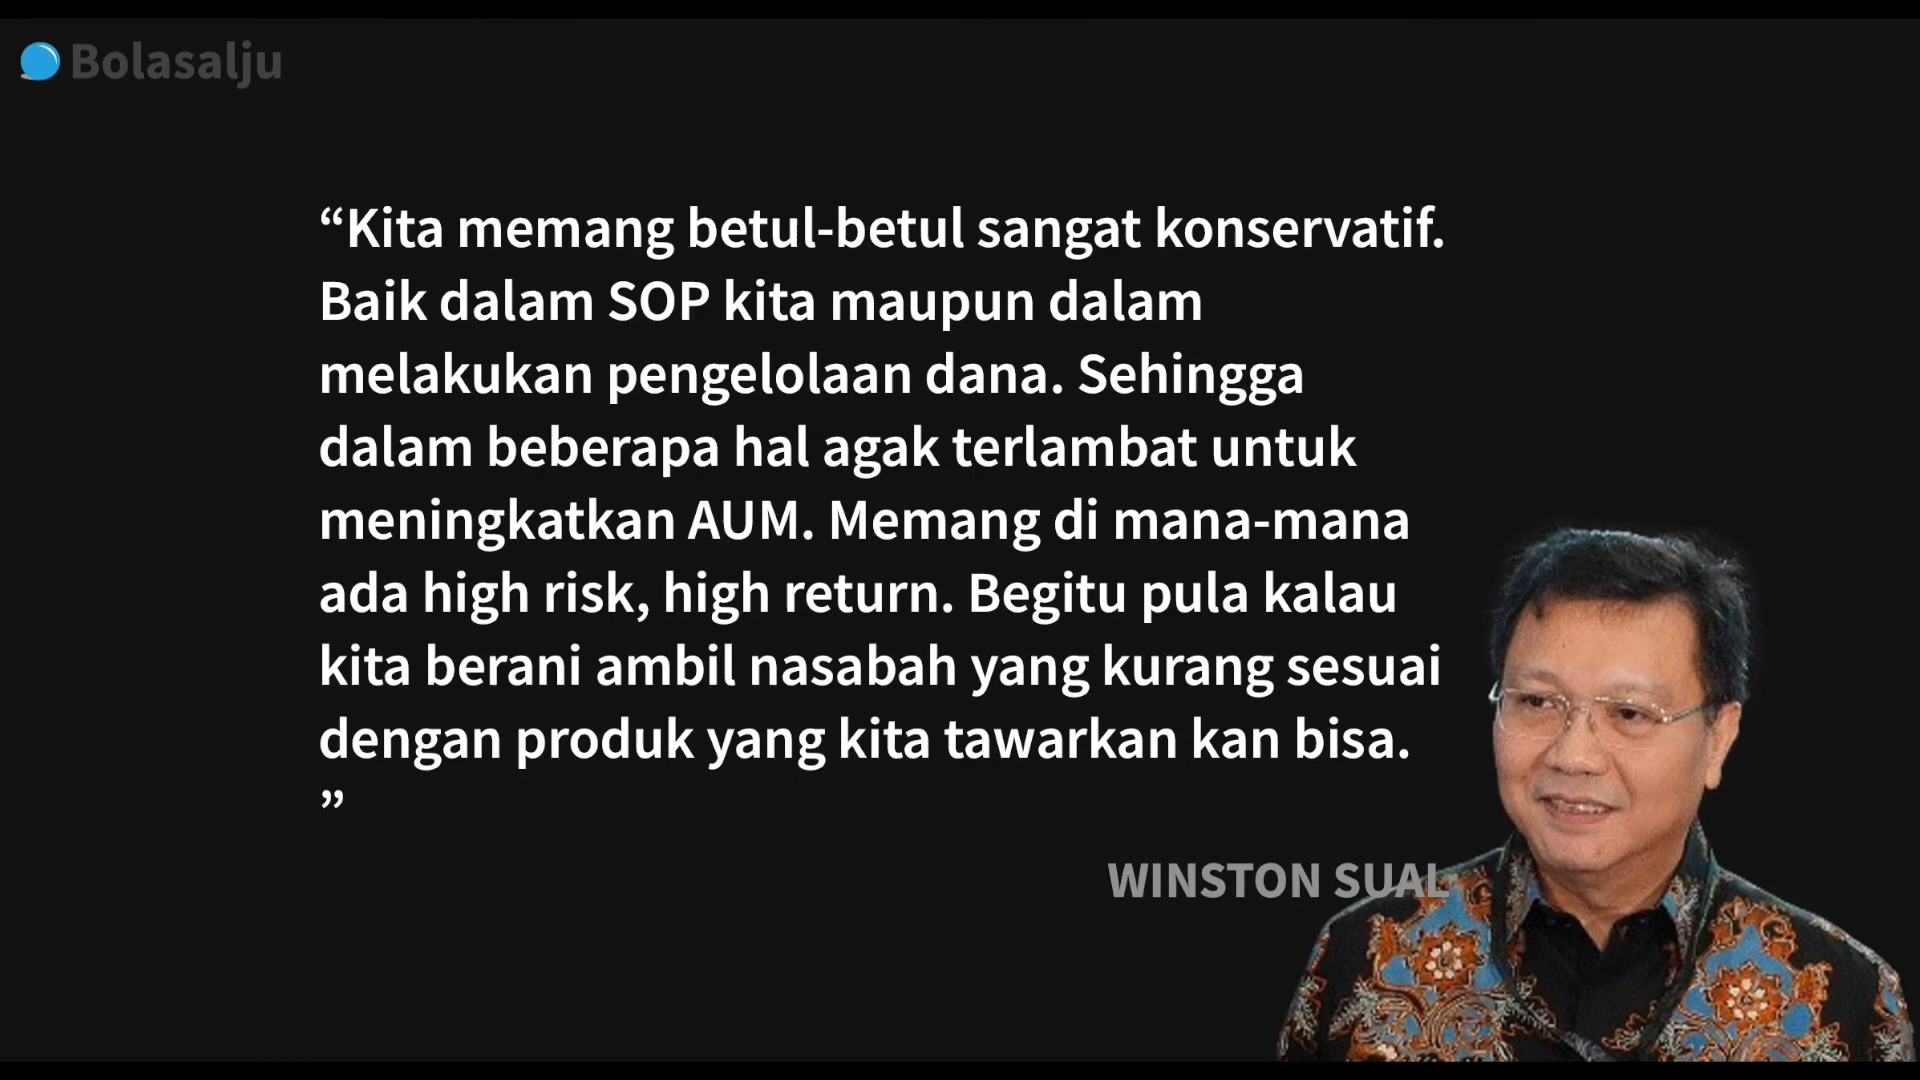 Bolasalju
“Kita memang betul-betul sangat konservatif.
Baik dalam SOP kita maupun dalam
melakukan pengelolaan dana. Sehingga
dalam beberapa hal agak terlambat untuk
meningkatkan AUM. Memang di mana-mana
ada high risk, high return. Begitu pula kalau
kita berani ambil nasabah yang kurang sesuai
dengan produk yang kita tawarkan kan bisa.
”
WINSTON SUAL